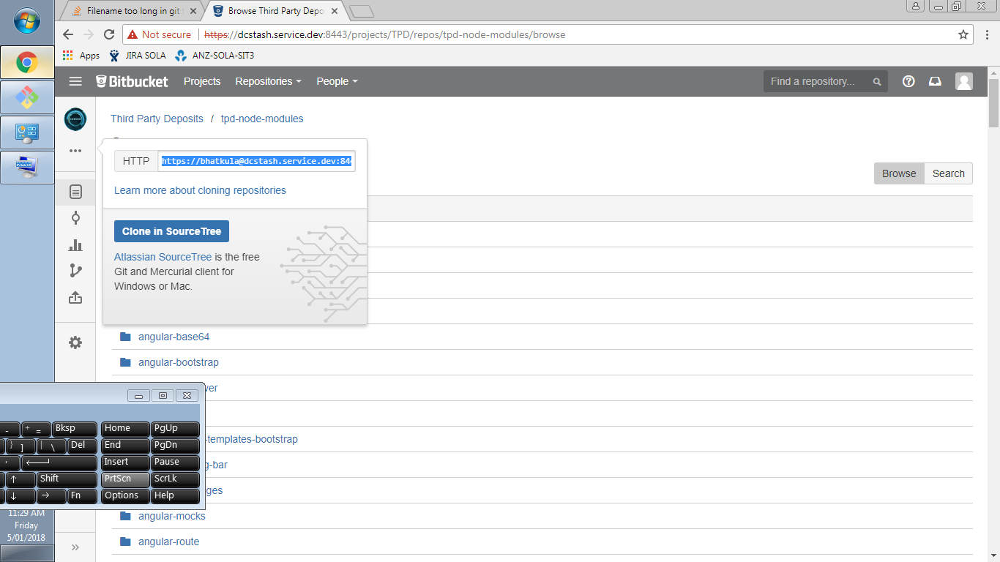 Filename too long in git
Browse Third Party Depo
Not secure
https://dcstash.service.dev:8443/projects/TPD/repos/tpd-node-modules/browse
Apps
JIRA SOLA
ANZ-SOLA-SIT3
Bitbucket
Projects
Repositories
People
Find a repository...
Third Party Deposits / tpd-node-modules
HTTP
https://bhatkula@dcstash.service.dev:844
Learn more about cloning repositories
Browse
Search
Clone in SourceTree
Atlassian SourceTree is the free
Git and Mercurial client for
Windows or Mac.
angular-base64
angular-bootstrap
wer
-templates-bootstrap
g-bar
ges
angular-mocks
angular-route
- + = Bksp Home PgUp
} ] | \ Del End PgDn
' Insert Pause
↑ Shift PrtScn ScrLk
↓ → Fn Options Help
11:29 AM
Friday
5/01/2018